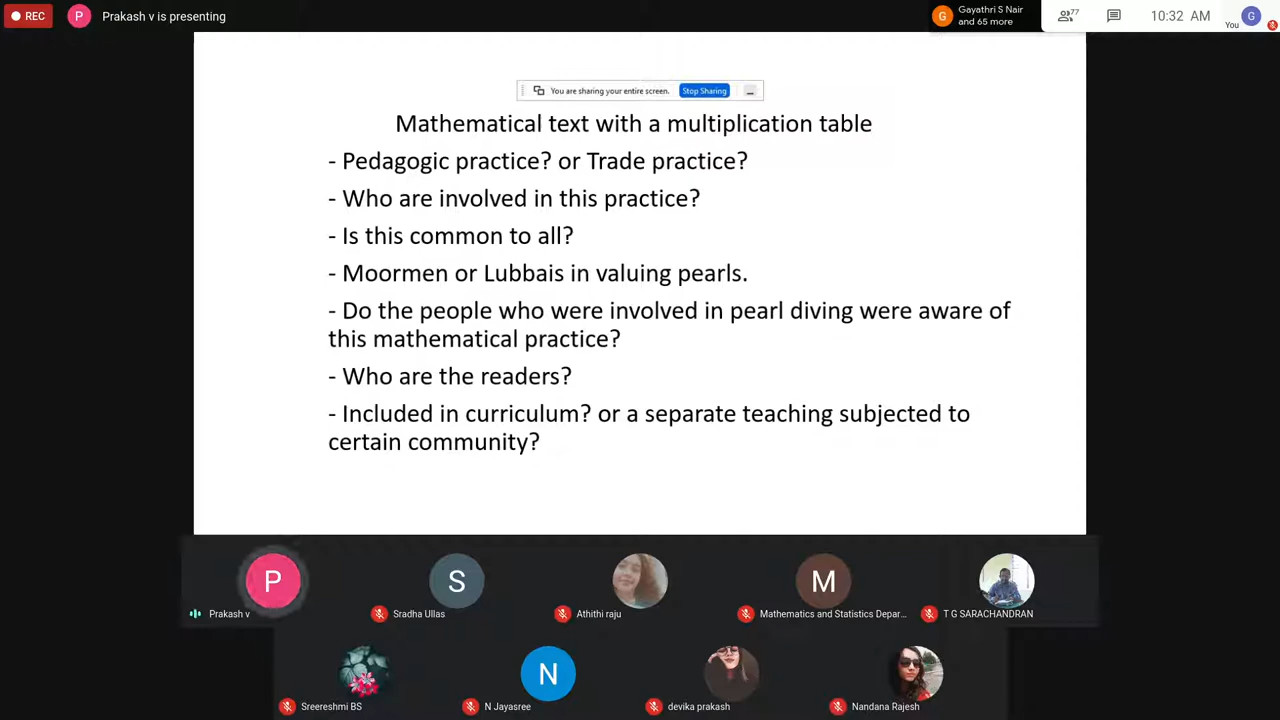 REC
P
Prakash v is presenting
G
Gayathri S Nair
and 65 more
77
10:32 AM
You
G
You are sharing your entire screen.
Stop Sharing
Mathematical text with a multiplication table
- Pedagogic practice? or Trade practice?
- Who are involved in this practice?
- Is this common to all?
- Moormen or Lubbais in valuing pearls.
- Do the people who were involved in pearl diving were aware of
this mathematical practice?
- Who are the readers?
- Included in curriculum? or a separate teaching subjected to
certain community?
P
S
M
Prakash v
Sradha Ullas
Athithi raju
Mathematics and Statistics Depar...
T G SARACHANDRAN
N
Sreereshmi BS
N Jayasree
devika prakash
Nandana Rajesh